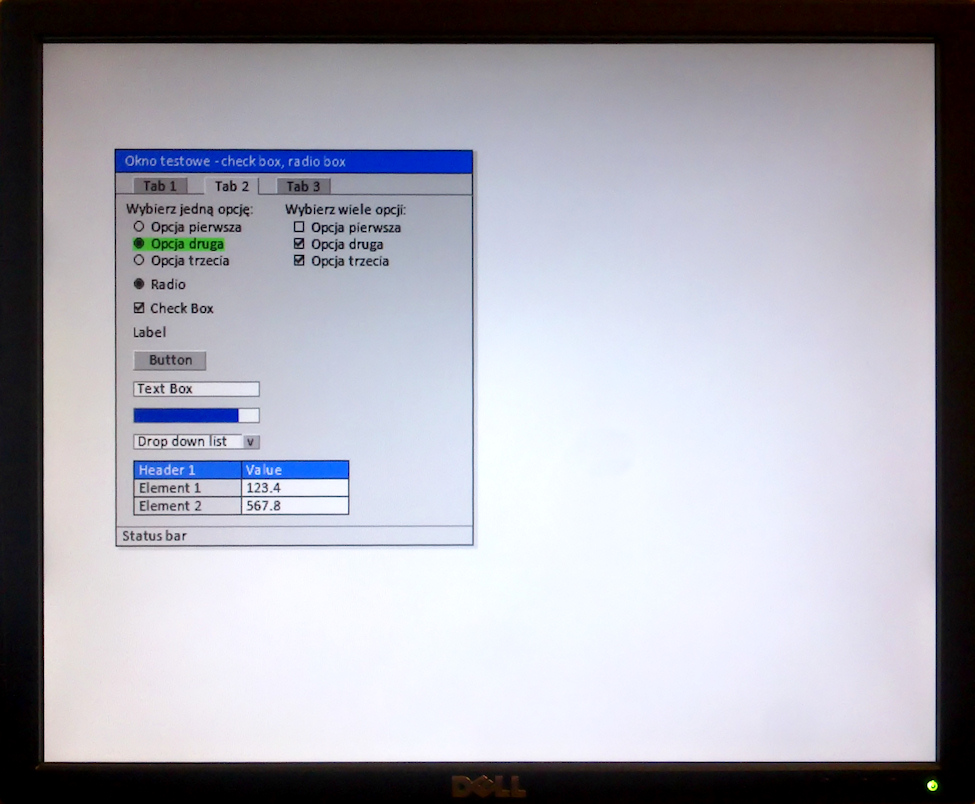 Okno testowe - check box, radio box
Tab 1 Tab 2 Tab 3
Wybierz jedną opcję: Wybierz wiele opcji:
Opcja pierwsza Opcja pierwsza
Opcja druga Opcja druga
Opcja trzecia Opcja trzecia
Radio
Check Box
Label
Button
Text Box
Drop down list v
Header 1 Value
Element 1 123.4
Element 2 567.8
Status bar
DELL